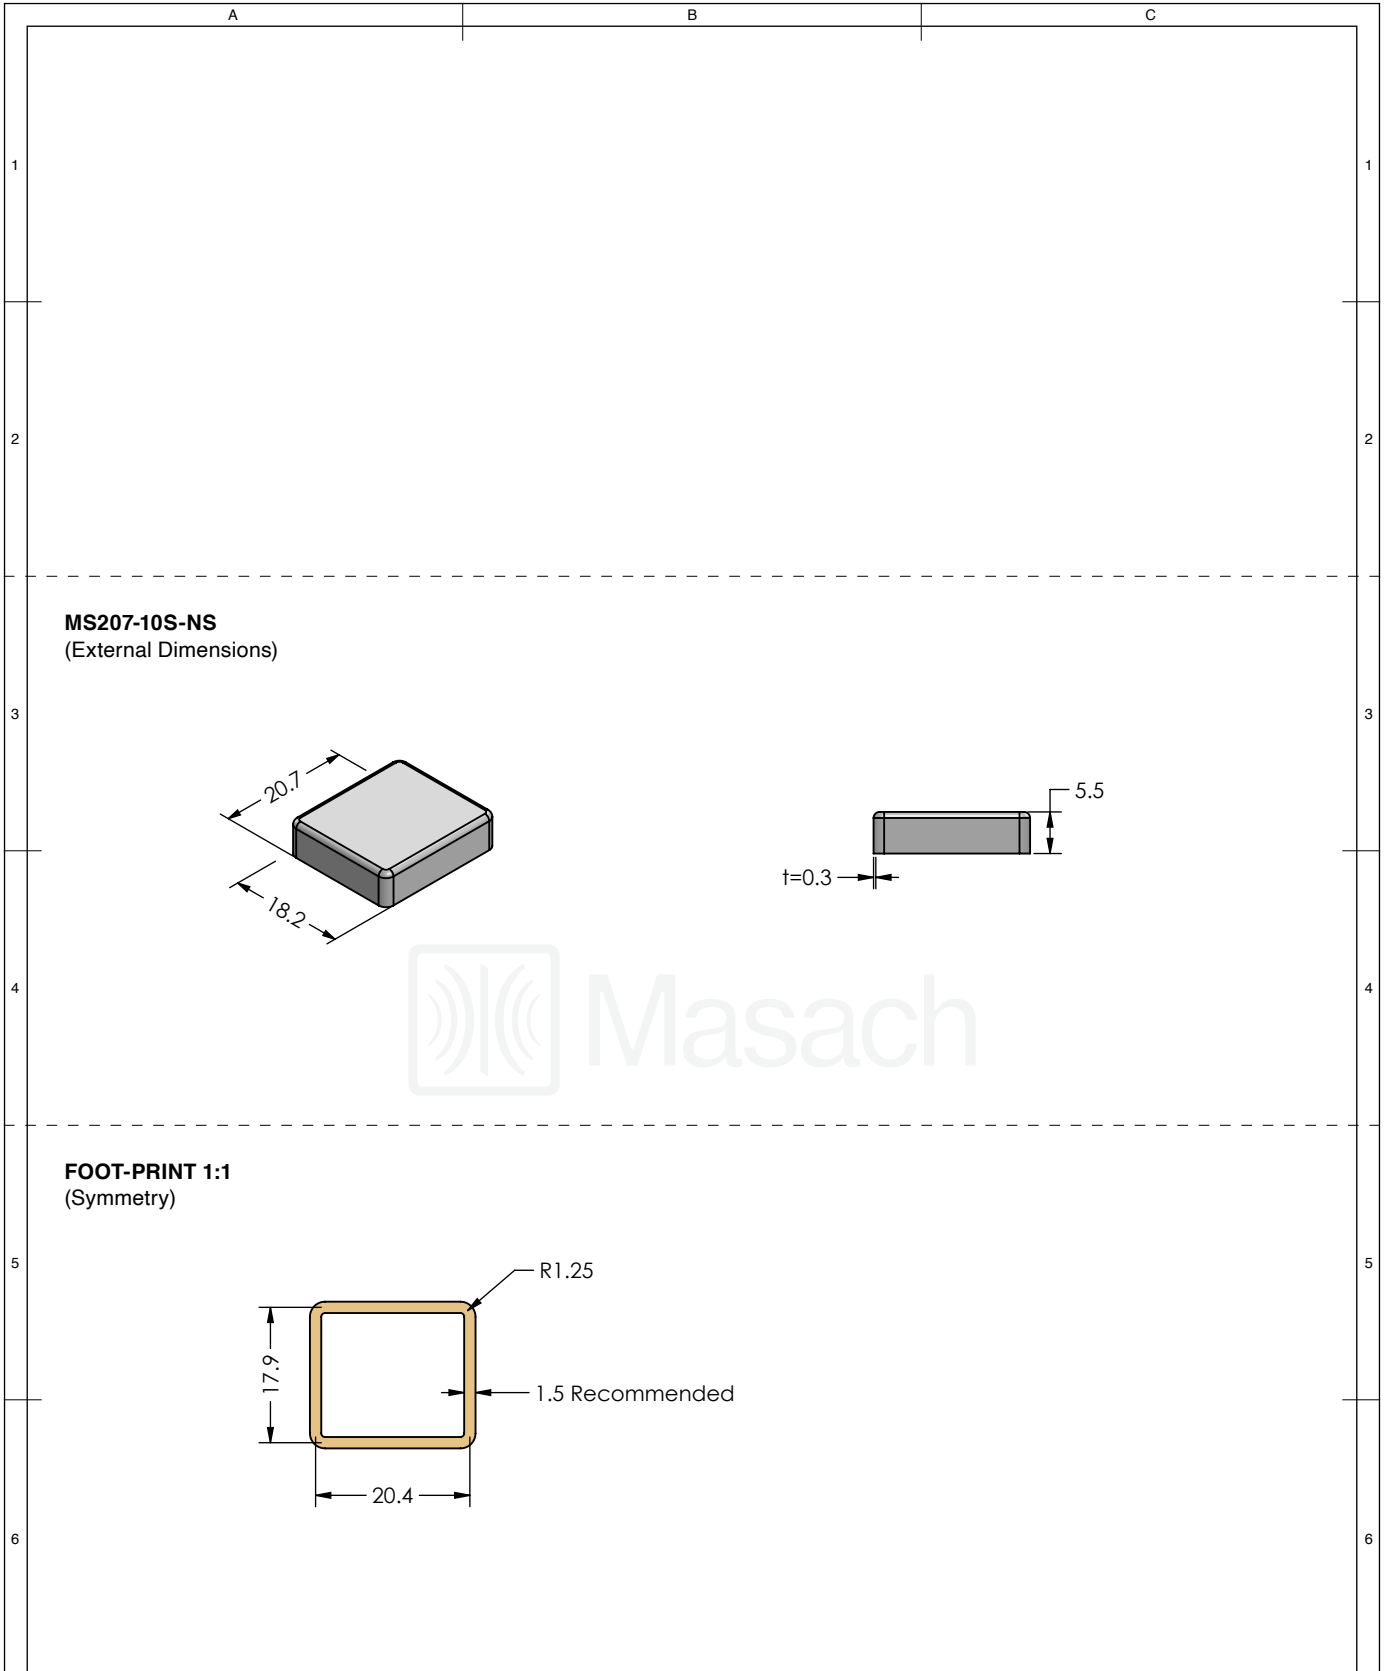 A B C
1 1
2 2
MS207-10S-NS
(External Dimensions)
3 3
20.7
5.5
t=0.3
18.2
Masach
4 4
FOOT-PRINT 1:1
(Symmetry)
5 5
R1.25
17.9
1.5 Recommended
20.4
6 6